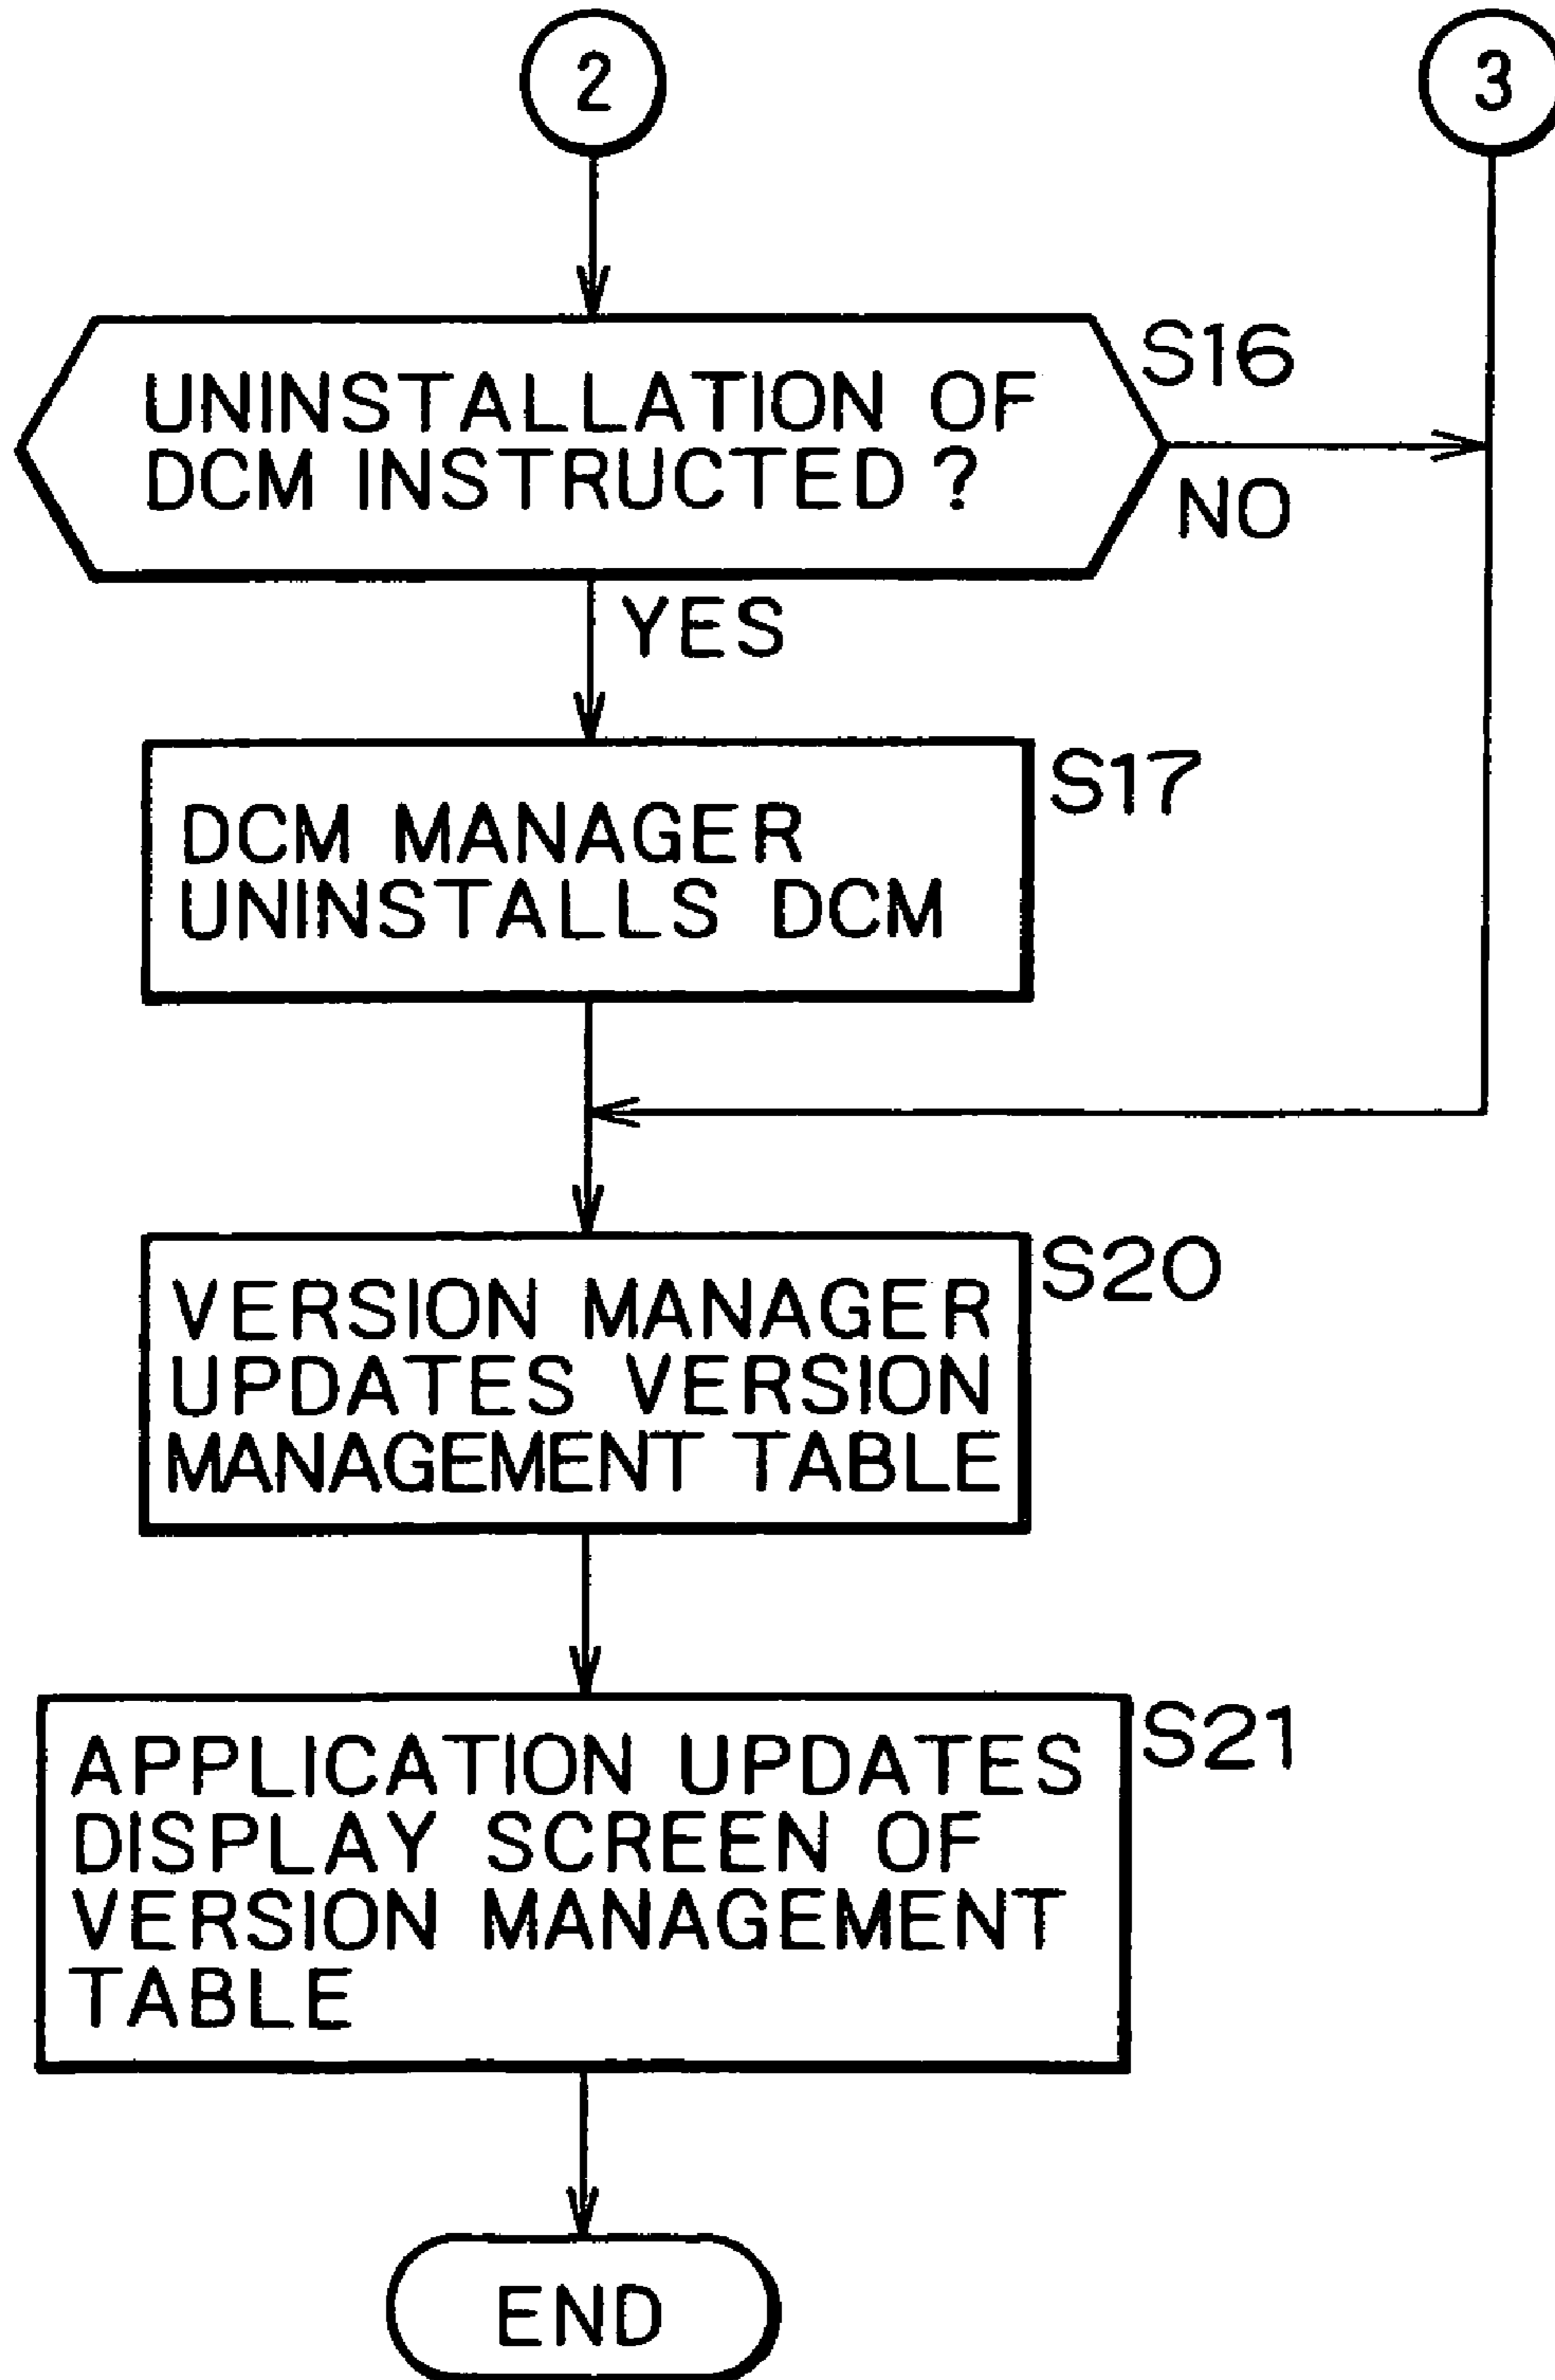 2
3
UNINSTALLATION OF
DCM INSTRUCTED ?
S16
NO
YES
DCM MANAGER
UNINSTALLS DCM
S17
VERSION MANAGER
UPDATES VERSION
MANAGEMENT TABLE
S20
APPLICATION UPDATES
DISPLAY SCREEN OF
VERSION MANAGEMENT
TABLE
S21
END